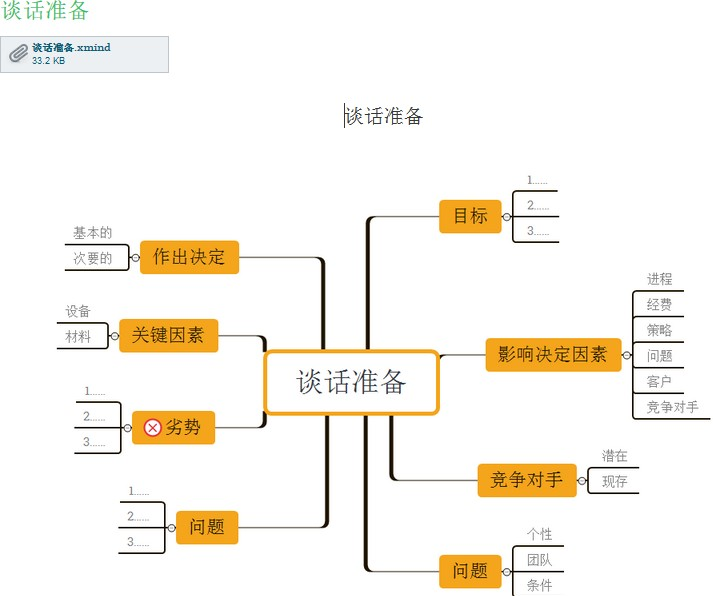 谈话准备
谈话准备.xmind
33.2 KB
谈话准备
目标
1......
2......
3......
影响决定因素
进程
经费
策略
问题
客户
竞争对手
竞争对手
潜在
现存
问题
个性
团队
条件
谈话准备
作出决定
基本的
次要的
关键因素
设备
材料
劣势
1......
2......
3......
问题
1......
2......
3......